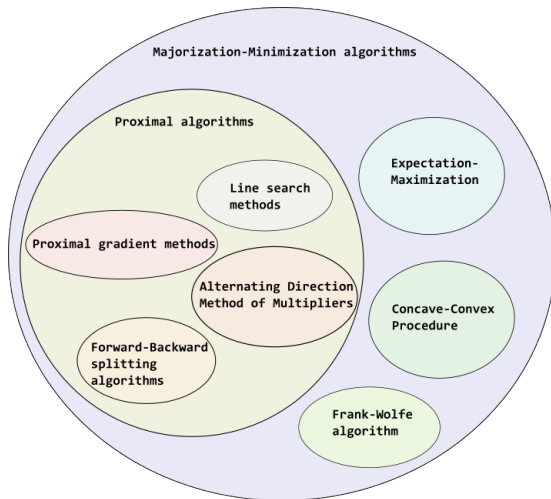 Majorization-Minimization algorithms
Proximal algorithms
Line search
methods
Expectation-
Maximization
Proximal gradient methods
Alternating Direction
Method of Multipliers
Concave-Convex
Procedure
Forward-Backward
splitting
algorithms
Frank-Wolfe
algorithm